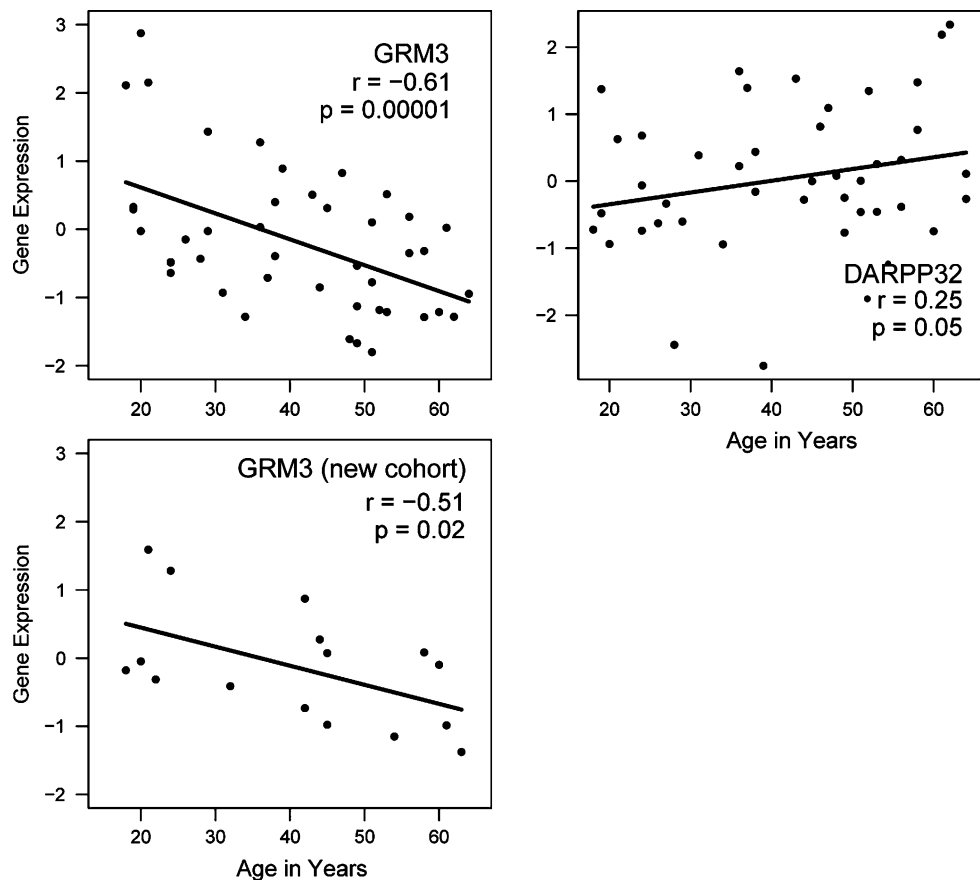 GRM3
r = −0.61
p = 0.00001
3
2
1
0
−1
−2
Gene Expression
20 30 40 50 60
2
1
0
−1
−2
DARPP32
r = 0.25
p = 0.05
20 30 40 50 60
Age in Years
GRM3 (new cohort)
r = −0.51
p = 0.02
3
2
1
0
−1
−2
Gene Expression
20 30 40 50 60
Age in Years